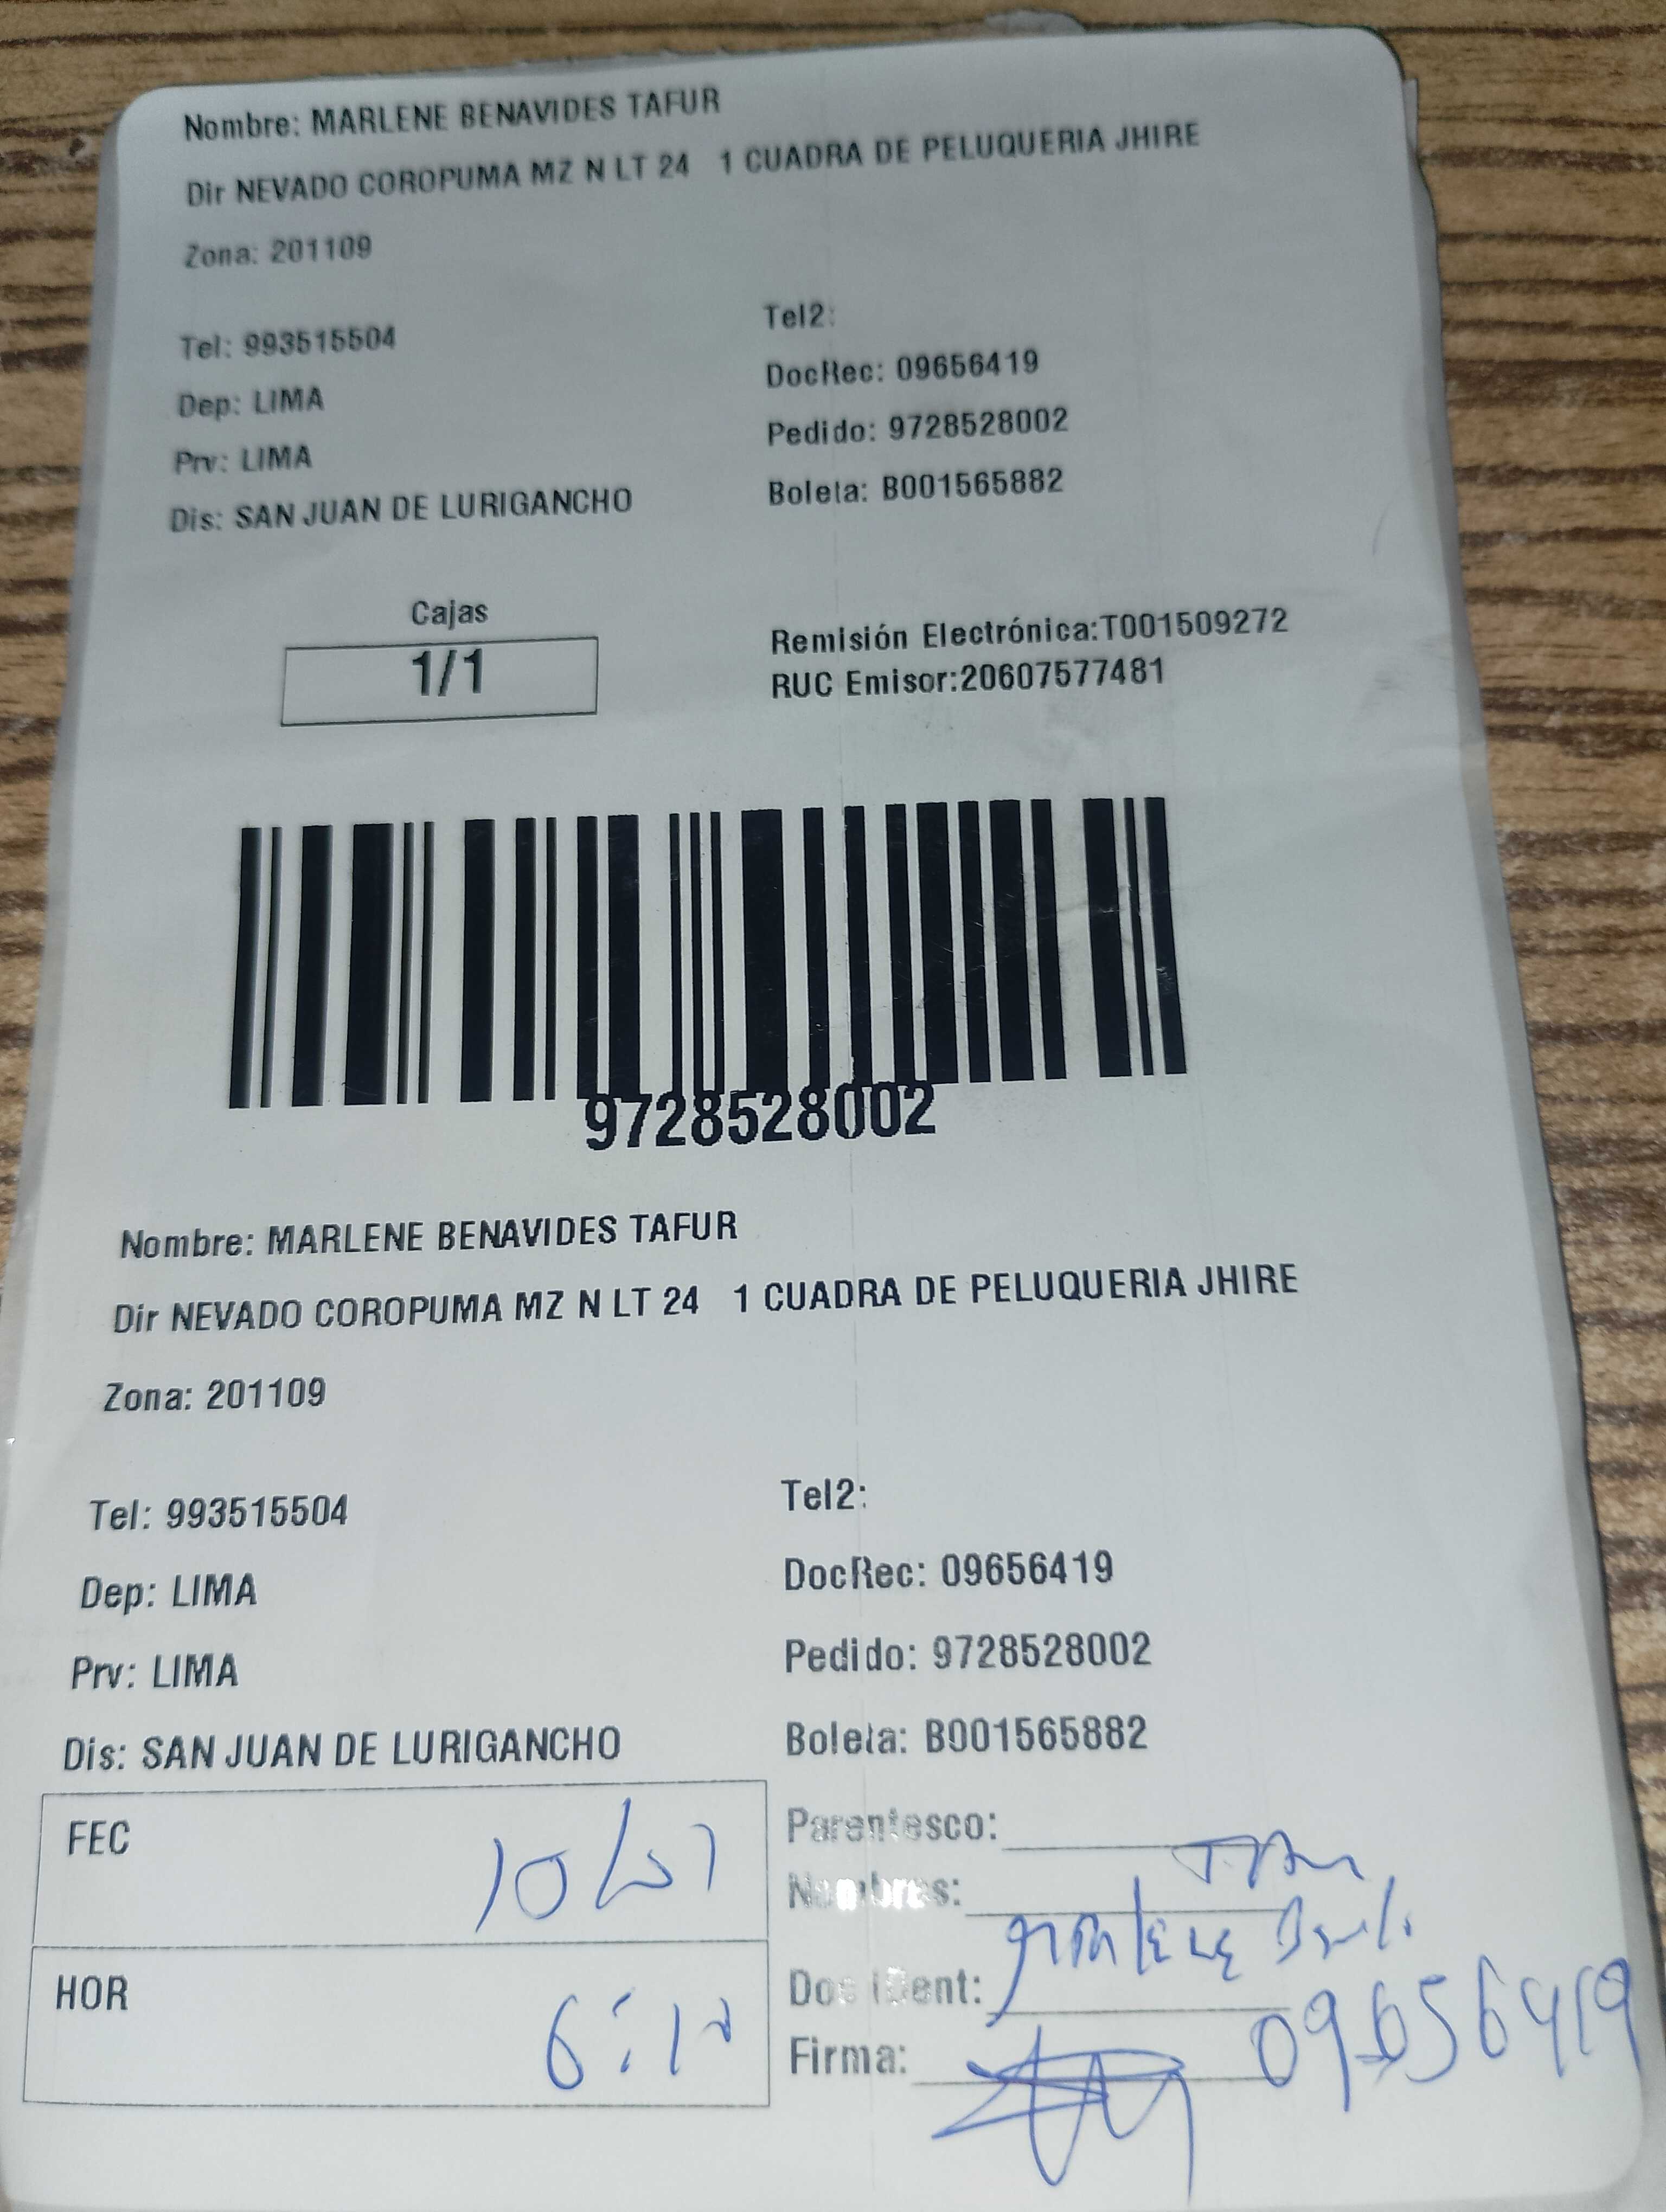 Nombre: MARLENE BENAVIDES TAFUR
Dir NEVADO COROPUMA MZ N LT 24 1 CUADRA DE PELUQUERIA JHIRE
Zona: 201109
Tel: 993515504
Tel2:
Dep: LIMA
DocRec: 09656419
Prv: LIMA
Pedido: 9728528002
Dis: SAN JUAN DE LURIGANCHO
Boleta: B001565882
Cajas
1/1
Remisión Electrónica:T001509272
RUC Emisor:20607577481
9728528002
Nombre: MARLENE BENAVIDES TAFUR
Dir NEVADO COROPUMA MZ N LT 24 1 CUADRA DE PELUQUERIA JHIRE
Zona: 201109
Tel: 993515504
Tel2:
Dep: LIMA
DocRec: 09656419
Prv: LIMA
Pedido: 9728528002
Dis: SAN JUAN DE LURIGANCHO
Boleta: B001565882
FEC
Parentesco:
Nombres:
Marlene
HOR
Doc iDent:
09656419
Firma: